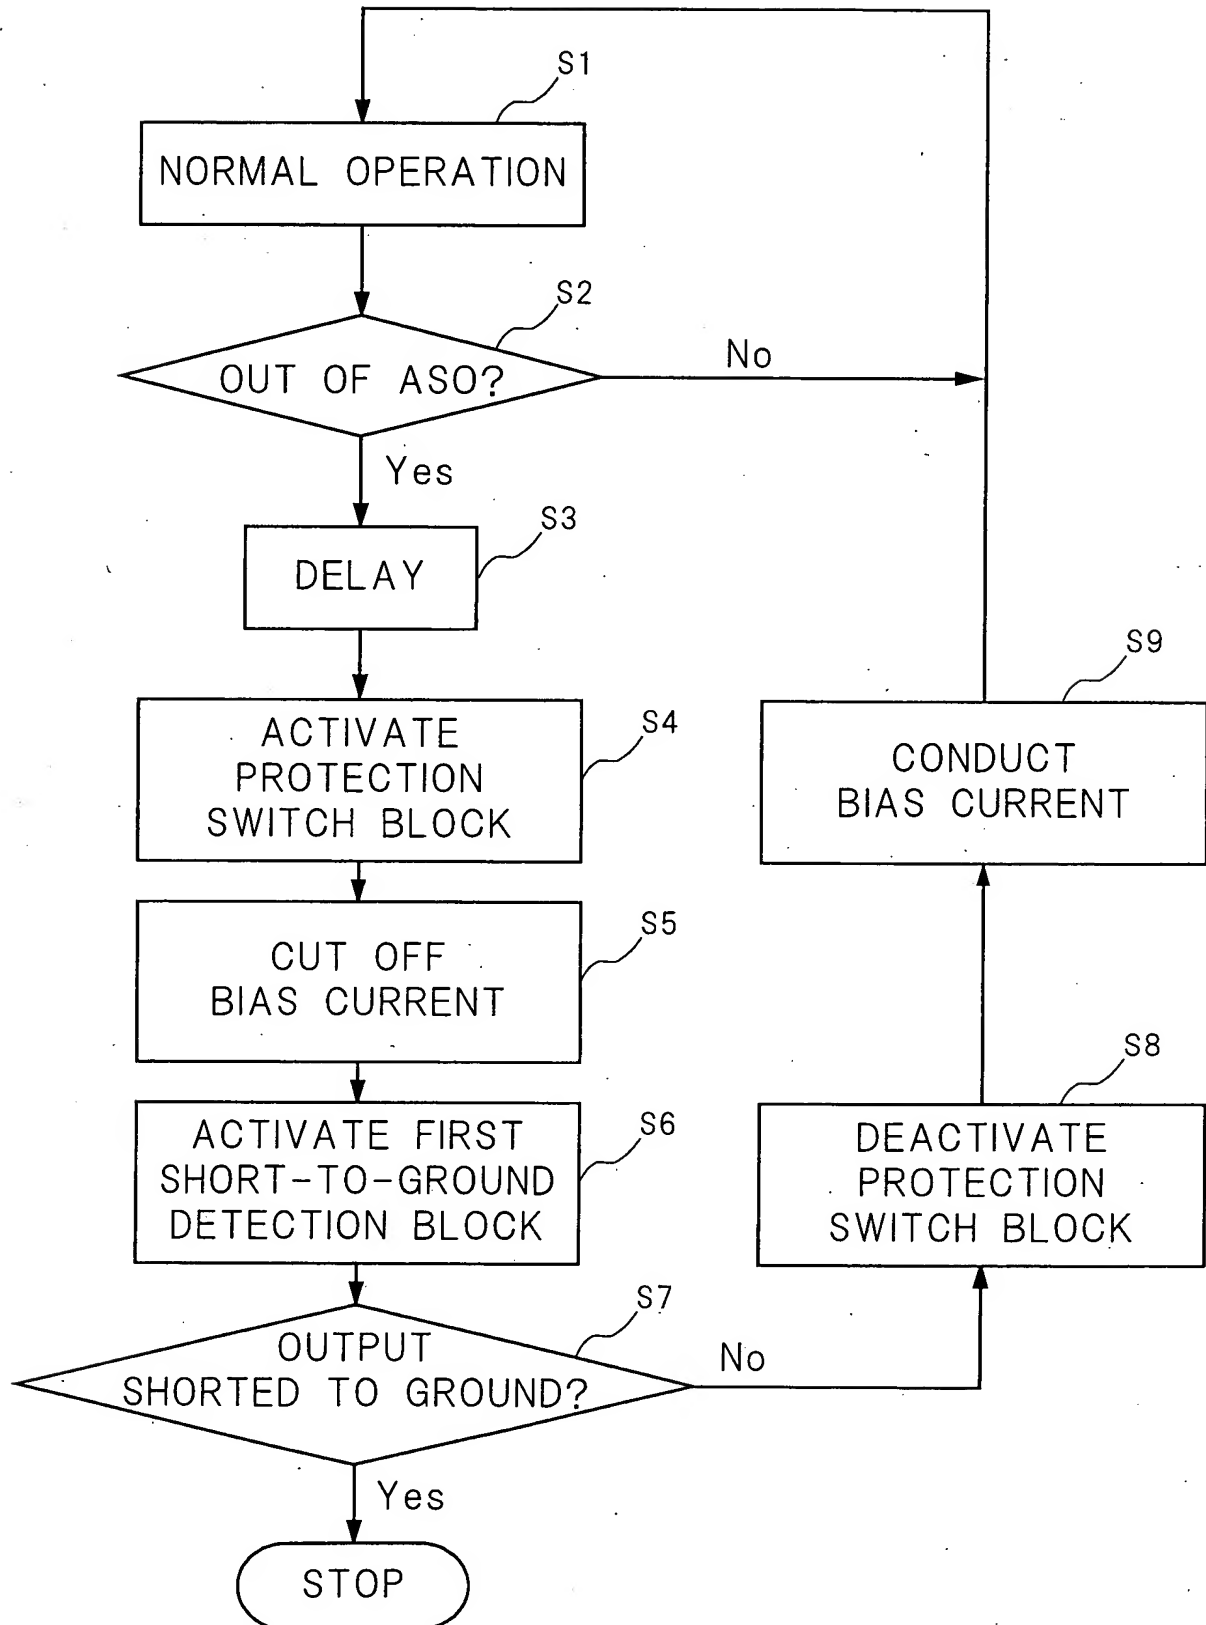 S1
NORMAL OPERATION
S2
OUT OF ASO?
No
Yes
S3
DELAY
S4
ACTIVATE
PROTECTION
SWITCH BLOCK
S5
CUT OFF
BIAS CURRENT
S6
ACTIVATE FIRST
SHORT-TO-GROUND
DETECTION BLOCK
S7
OUTPUT
SHORTED TO GROUND?
No
Yes
STOP
S8
DEACTIVATE
PROTECTION
SWITCH BLOCK
S9
CONDUCT
BIAS CURRENT